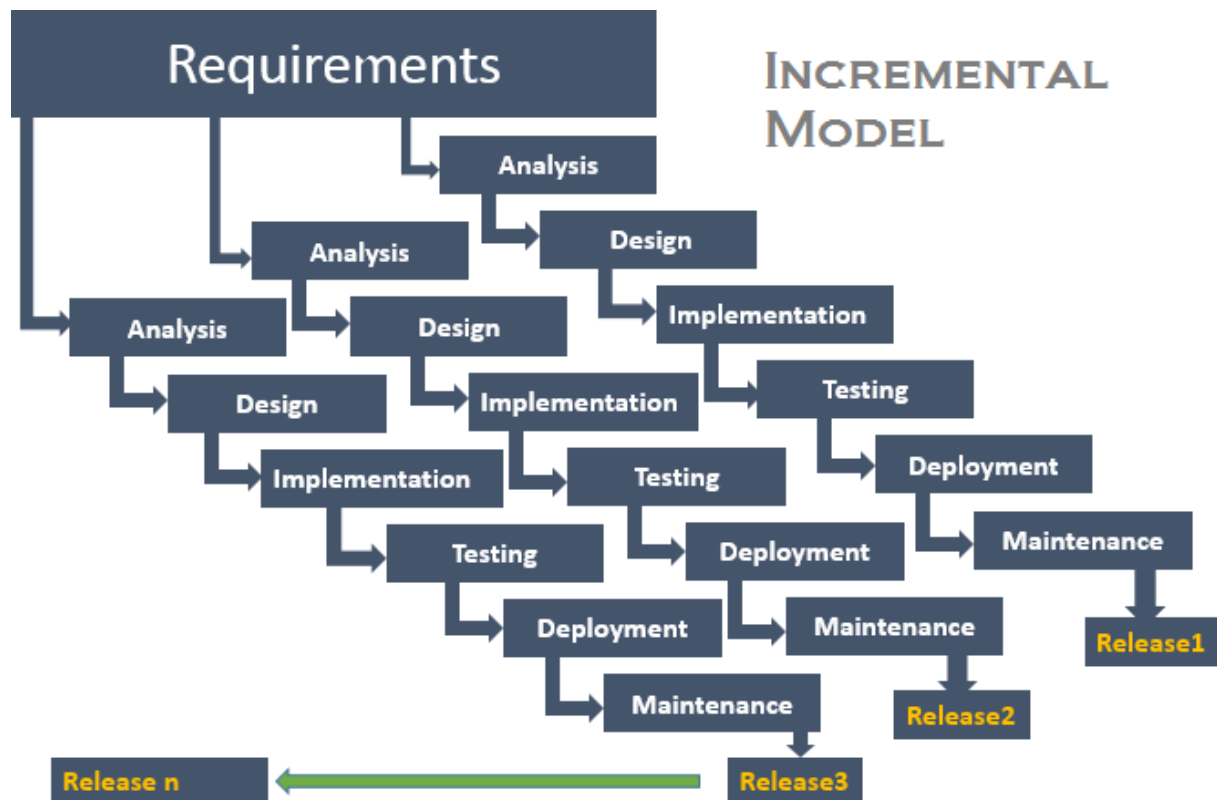 Requirements
INCREMENTAL
MODEL
Analysis
Design
Implementation
Testing
Deployment
Maintenance
Release1
Analysis
Design
Implementation
Testing
Deployment
Maintenance
Release2
Analysis
Design
Implementation
Testing
Deployment
Maintenance
Release3
Release n